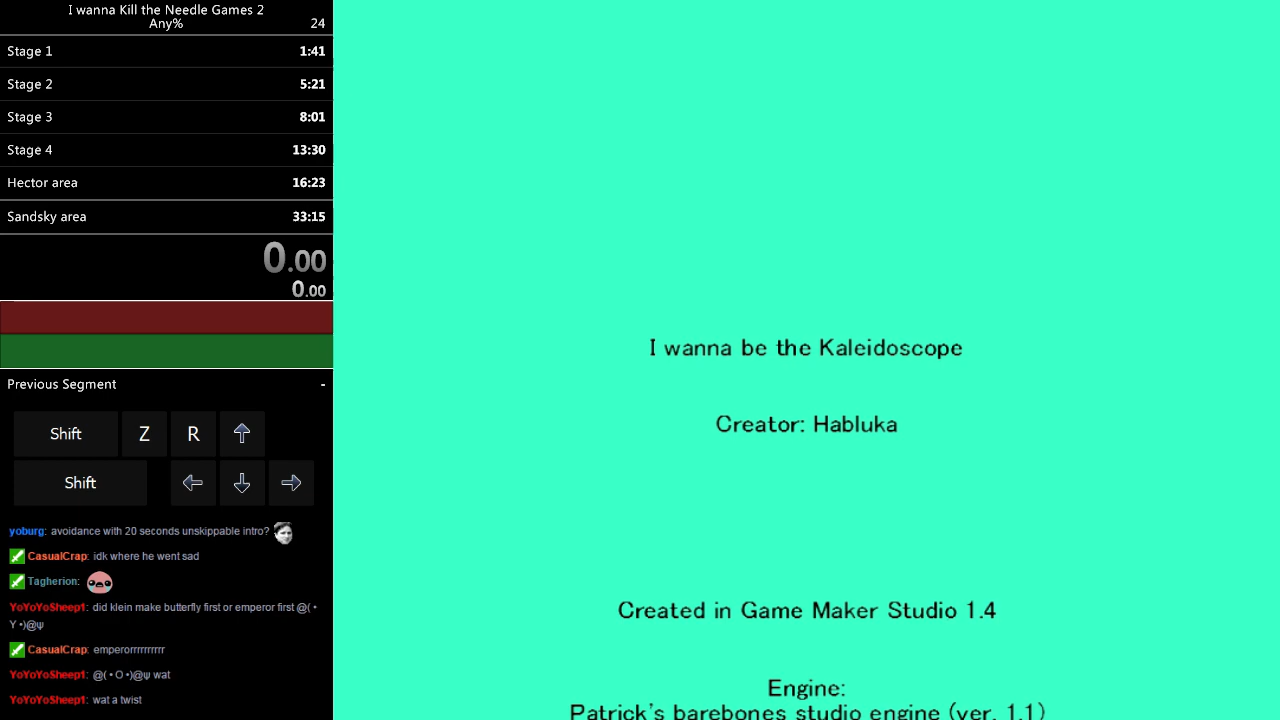 I wanna Kill the Needle Games 2
Any% 24
Stage 1 1:41
Stage 2 5:21
Stage 3 8:01
Stage 4 13:30
Hector area 16:23
Sandsky area 33:15
0.00
0.00
Previous Segment -
Shift Z R ↑
Shift ← ↓ →
yoburg: avoidance with 20 seconds unskippable intro?
CasualCrap: idk where he went sad
Tagherion:
YoYoYoSheep1: did klein make butterfly first or emperor first @( •
Y •)@ψ
CasualCrap: emperorrrrrrrrrr
YoYoYoSheep1: @( • O •)@ψ wat
YoYoYoSheep1: wat a twist
I wanna be the Kaleidoscope
Creator: Habluka
Created in Game Maker Studio 1.4
Engine:
Patrick's barebones studio engine (ver. 1.1)